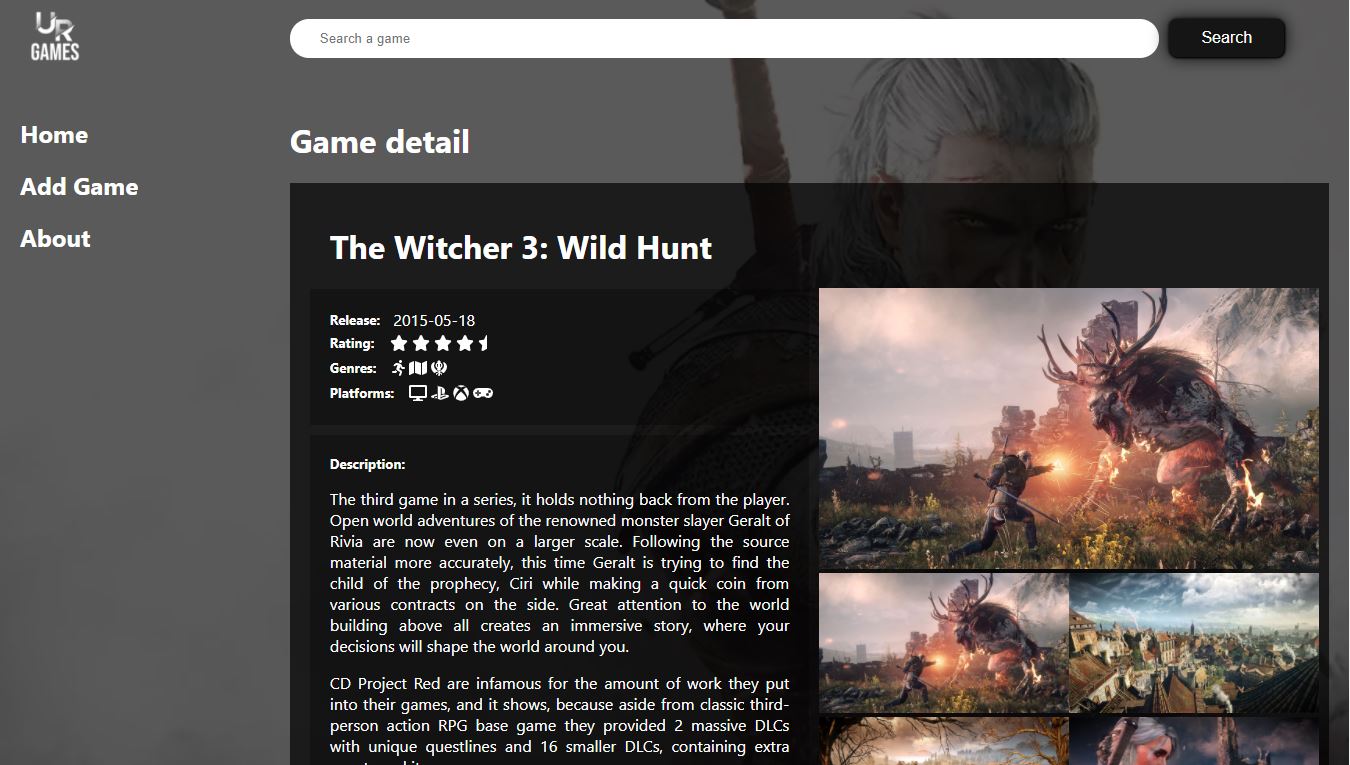 UR
GAMES
Search a game
Search
Home
Add Game
About
Game detail
The Witcher 3: Wild Hunt
Release: 2015-05-18
Rating:
Genres:
Platforms:
Description:
The third game in a series, it holds nothing back from the player.
Open world adventures of the renowned monster slayer Geralt of
Rivia are now even on a larger scale. Following the source
material more accurately, this time Geralt is trying to find the
child of the prophecy, Ciri while making a quick coin from
various contracts on the side. Great attention to the world
building above all creates an immersive story, where your
decisions will shape the world around you.
CD Project Red are infamous for the amount of work they put
into their games, and it shows, because aside from classic third-
person action RPG base game they provided 2 massive DLCs
with unique questlines and 16 smaller DLCs, containing extra